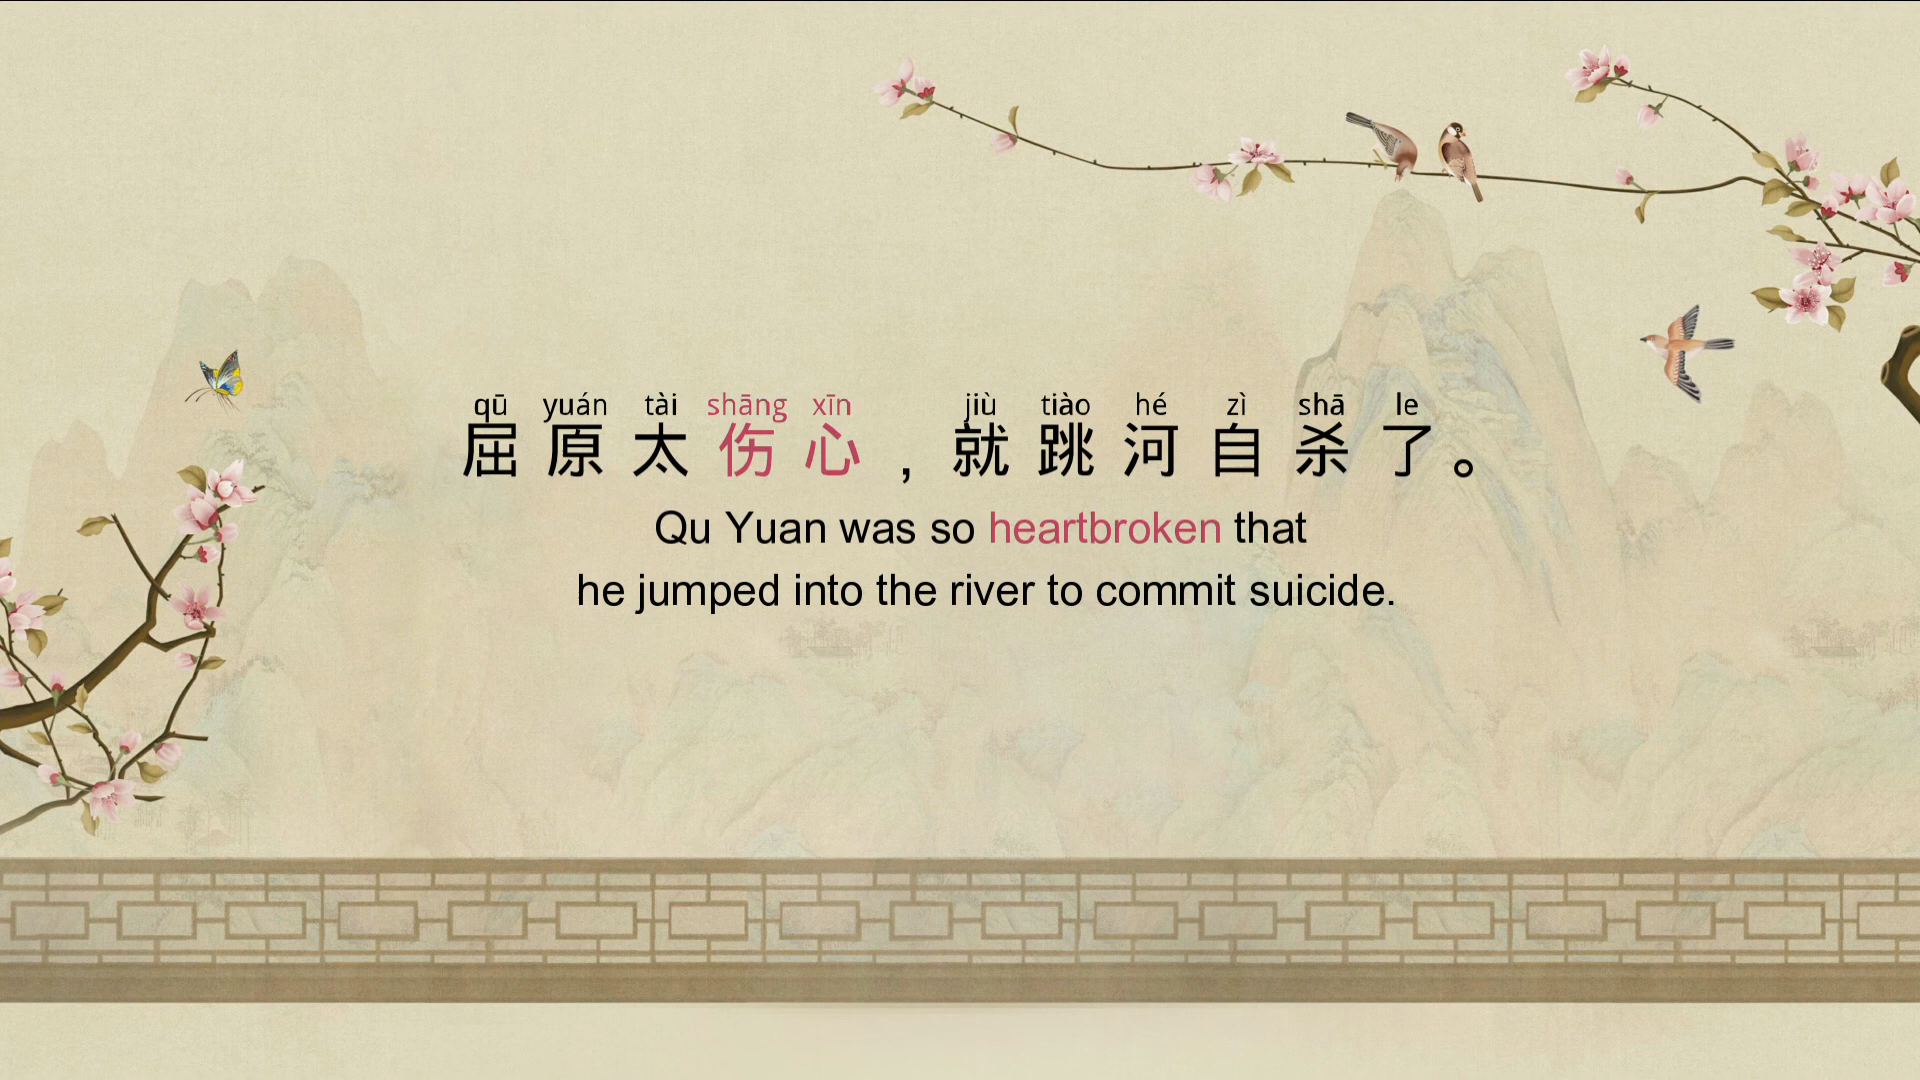 qū yuán tài shāng xīn jiù tiào hé zì shā le
屈原太伤心，就跳河自杀了。
Qu Yuan was so heartbroken that
he jumped into the river to commit suicide.